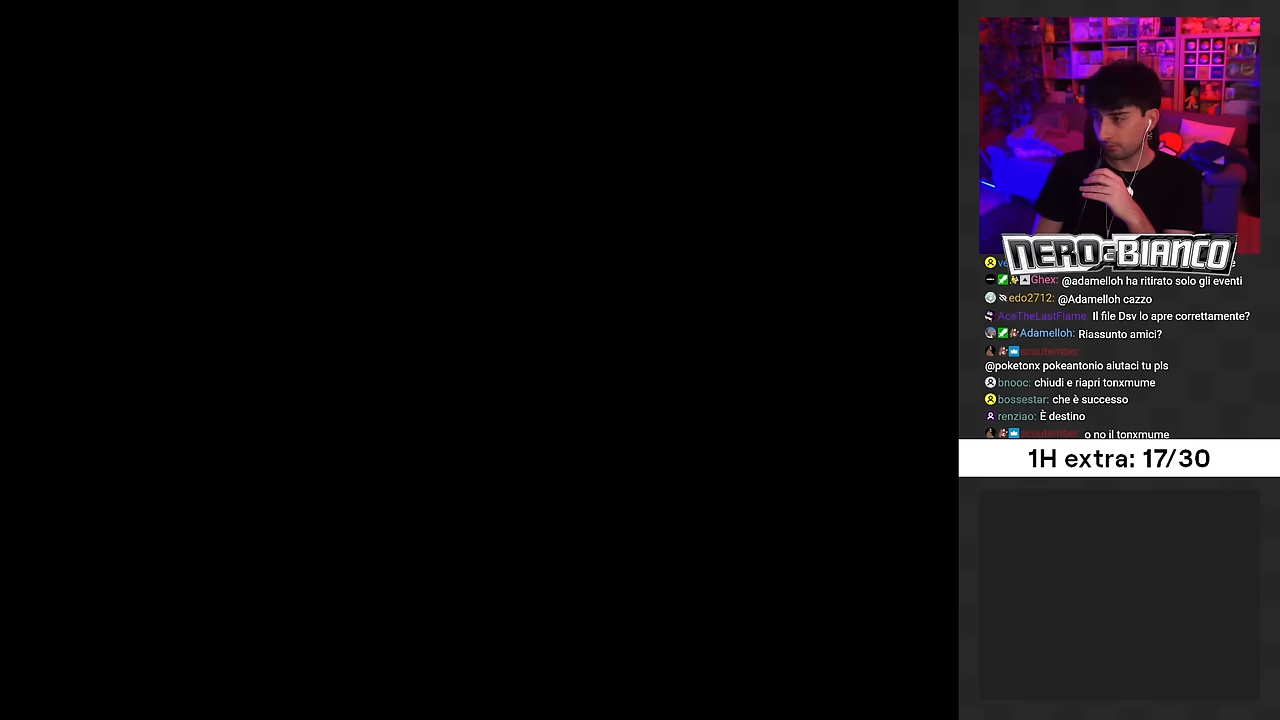 NERO E BIANCO
Ghex: @adamelloh ha ritirato solo gli eventi
edo2712: @Adamelloh cazzo
AceTheLastFlame: Il file Dsv lo apre correttamente?
Adamelloh: Riassunto amici?
scoutember:
@poketonx pokeantonio aiutaci tu pls
bnooc: chiudi e riapri tonxmume
bossestar: che è successo
renziao: È destino
scoutember: o no il tonxmume
1H extra: 17/30